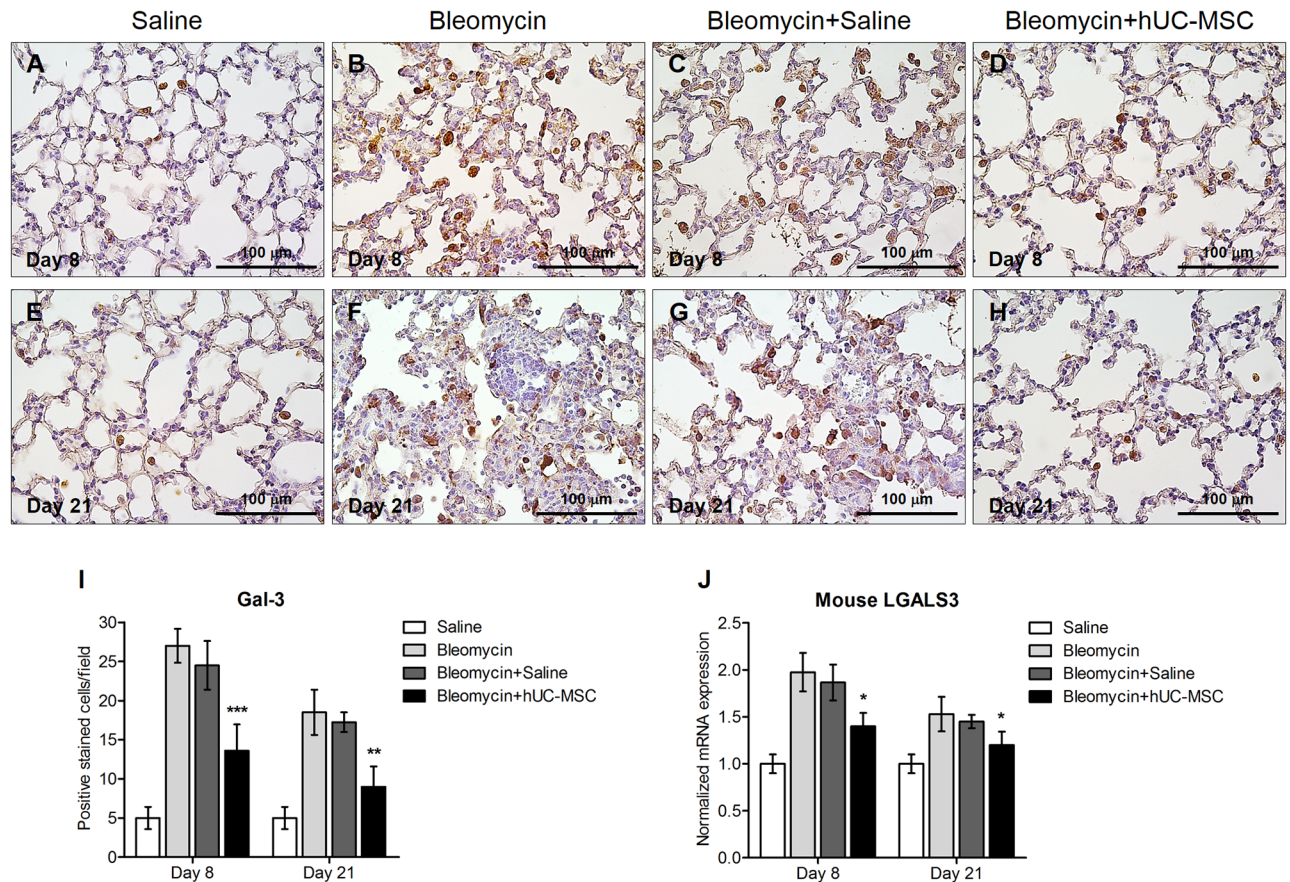 Saline Bleomycin Bleomycin+Saline Bleomycin+hUC-MSC
A B C D
Day 8 100 μm Day 8 100 μm Day 8 100 μm Day 8 100 μm
E F G H
Day 21 100 μm Day 21 100 μm Day 21 100 μm Day 21 100 μm
I
Gal-3
Positive stained cells/field
30
25
20
15
10
5
0
***
**
Day 8 Day 21
Saline
Bleomycin
Bleomycin+Saline
Bleomycin+hUC-MSC
J
Mouse LGALS3
Normalized mRNA expression
2.5
2.0
1.5
1.0
0.5
0.0
*
*
Day 8 Day 21
Saline
Bleomycin
Bleomycin+Saline
Bleomycin+hUC-MSC